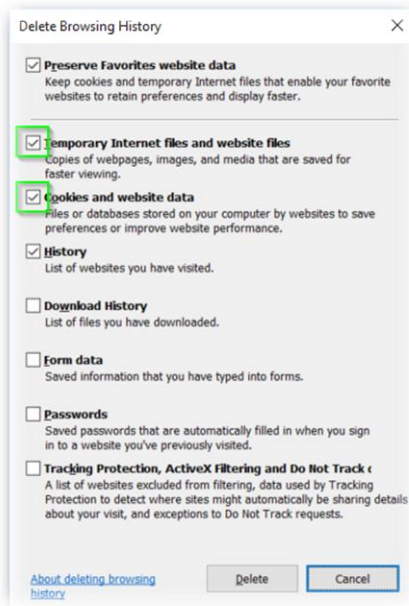 Delete Browsing History
Preserve Favorites website data
Keep cookies and temporary Internet files that enable your favorite
websites to retain preferences and display faster.
Temporary Internet files and website files
Copies of webpages, images, and media that are saved for
faster viewing.
Cookies and website data
Files or databases stored on your computer by websites to save
preferences or improve website performance.
History
List of websites you have visited.
Download History
List of files you have downloaded.
Form data
Saved information that you have typed into forms.
Passwords
Saved passwords that are automatically filled in when you sign
in to a website you've previously visited.
Tracking Protection, ActiveX Filtering and Do Not Track
A list of websites excluded from filtering, data used by Tracking
Protection to detect where sites might automatically be sharing details
about your visit, and exceptions to Do Not Track requests.
About deleting browsing
history
Delete
Cancel